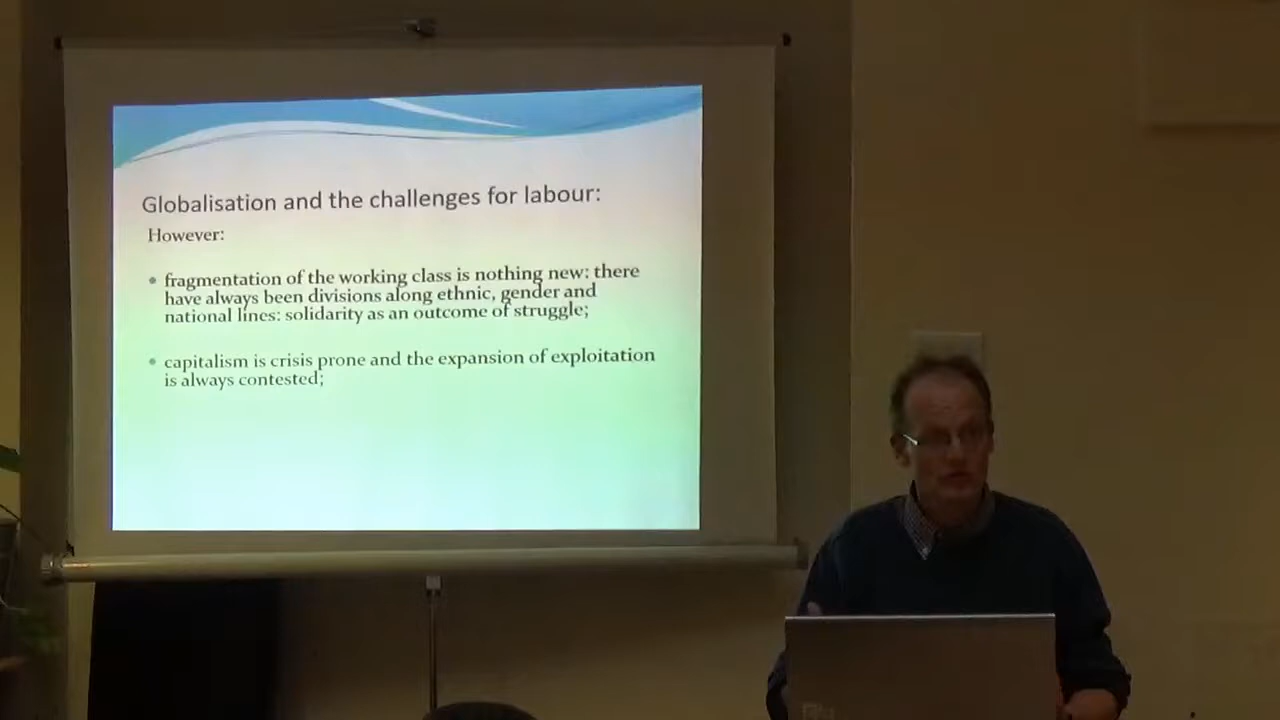 Globalisation and the challenges for labour:
However:
• fragmentation of the working class is nothing new: there
have always been divisions along ethnic, gender and
national lines: solidarity as an outcome of struggle;
• capitalism is crisis prone and the expansion of exploitation
is always contested;